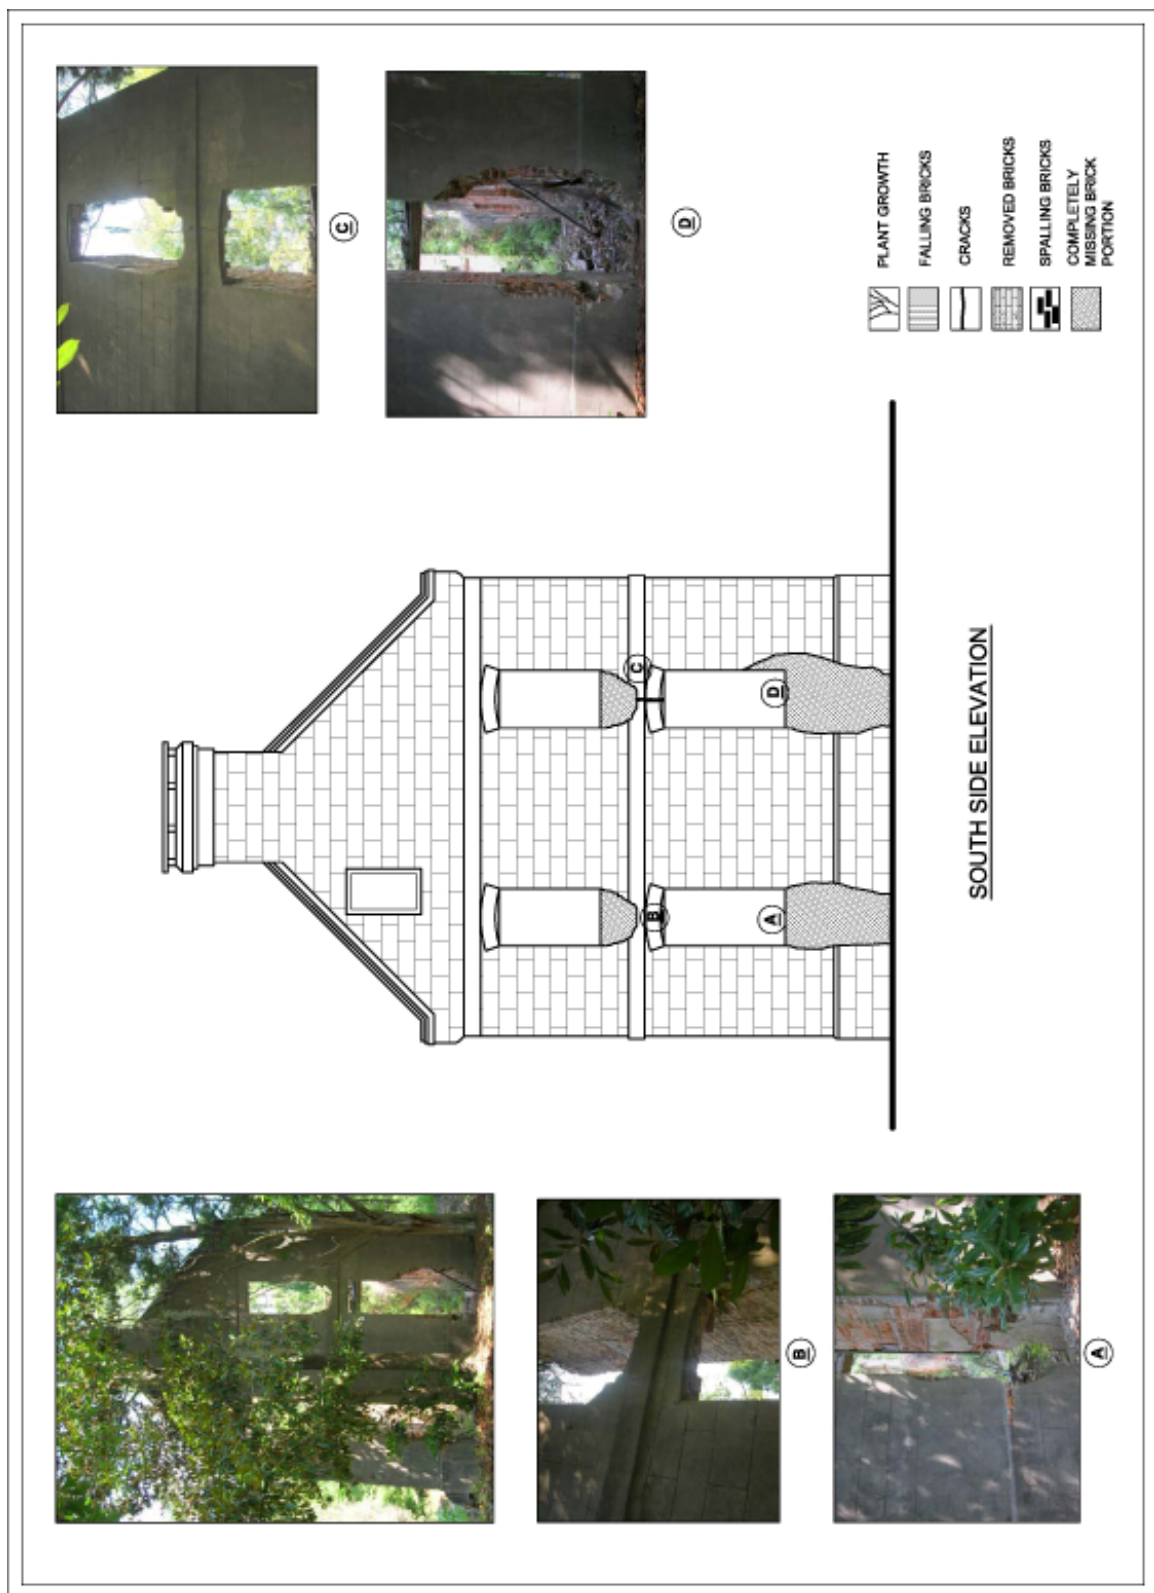 B
A
B
A
C
D
SOUTH SIDE ELEVATION
C
D
PLANT GROWTH
FALLING BRICKS
CRACKS
REMOVED BRICKS
SPALLING BRICKS
COMPLETELY
MISSING BRICK
PORTION